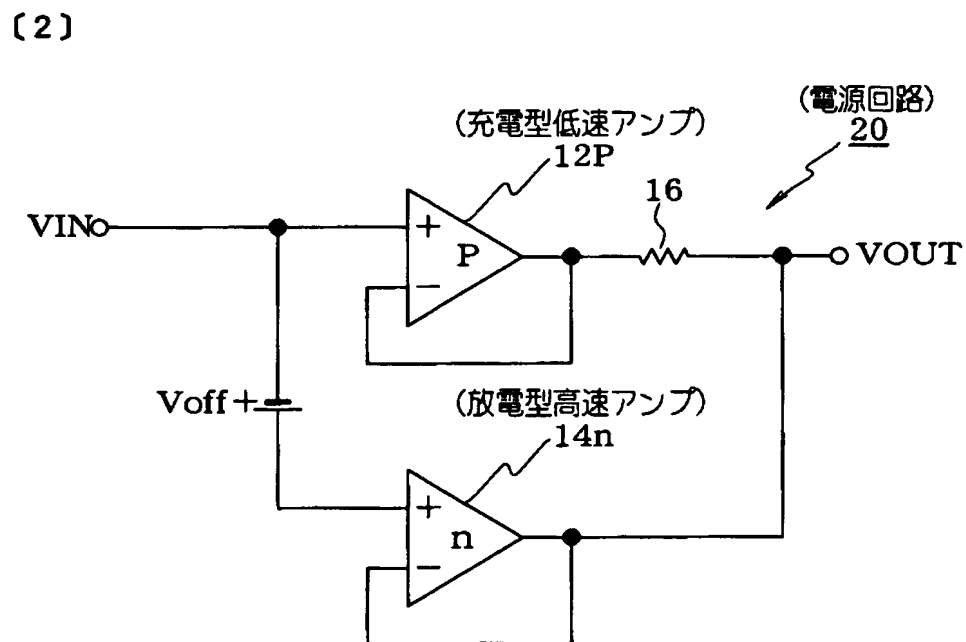 〔2〕
(電源回路)
20
(充電型低速アンプ)
12P
16
VIN
+
P
−
VOUT
Voff+
(放電型高速アンプ)
14n
+
n
−